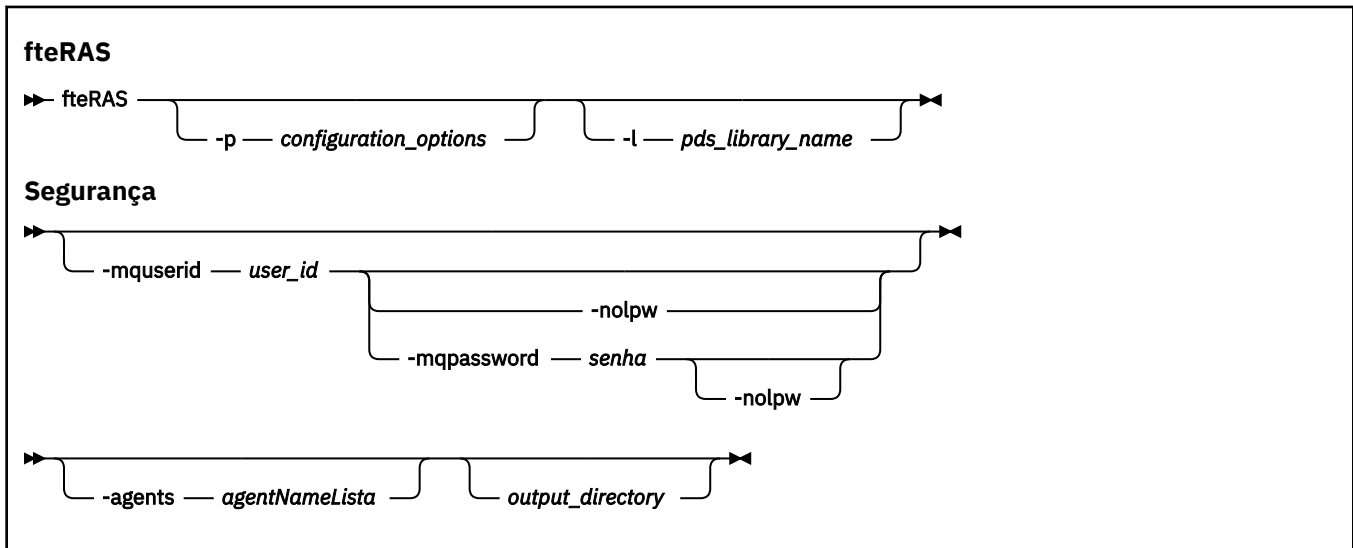 fteRAS
fteRAS
-p configuration_options -l pds_library_name
Segurança
-mquserid user_id
-nolpw
-mqpassword senha
-nolpw
-agents agentNameLista output_directory